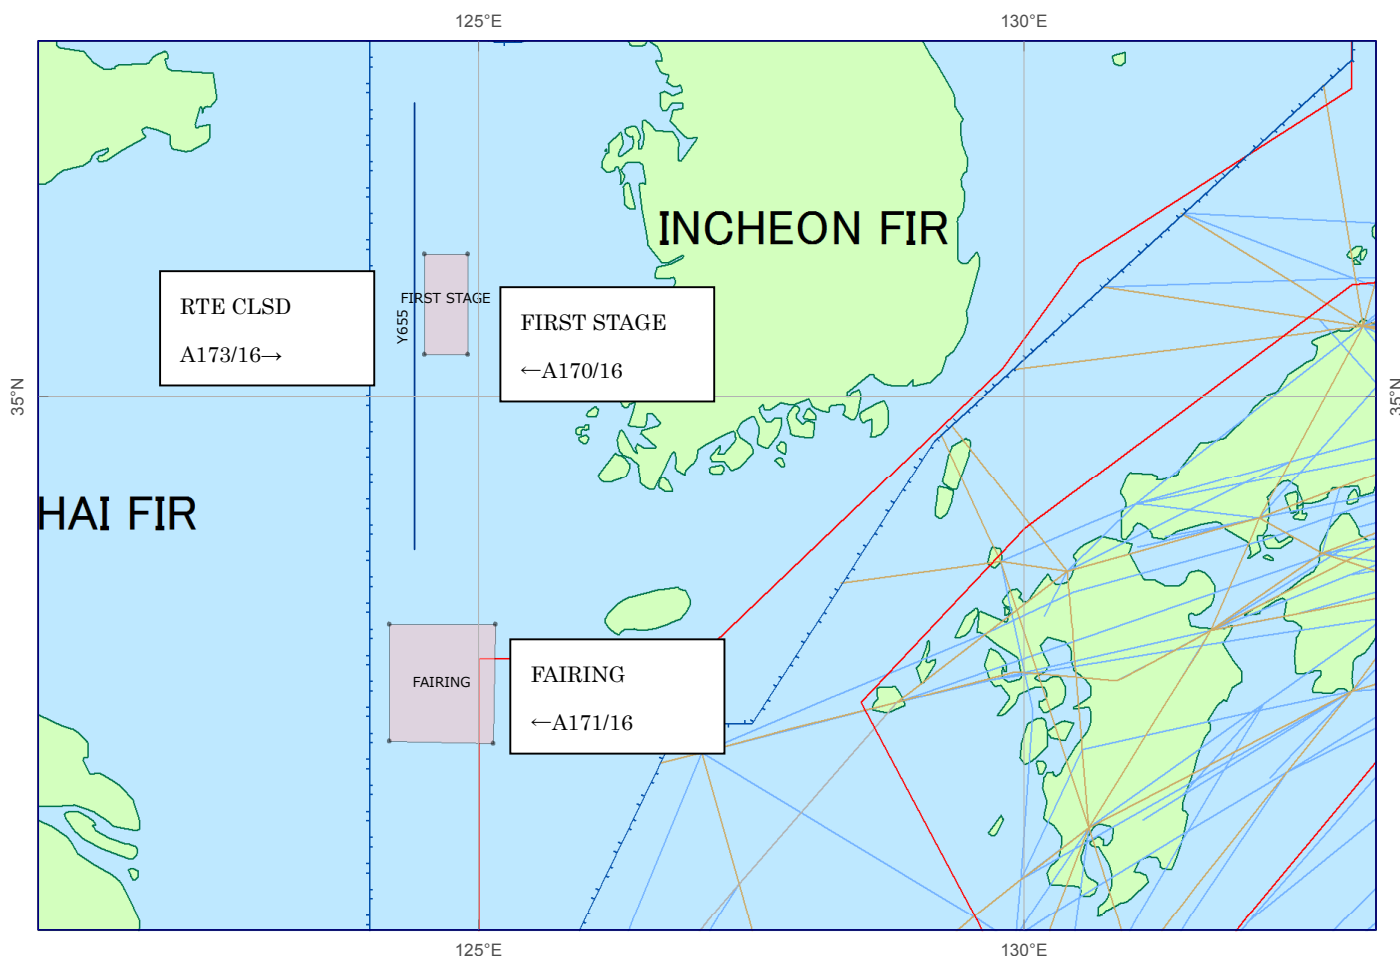 125°E
130°E
INCHEON FIR
RTE CLSD
A173/16→
FIRST STAGE
Y655
FIRST STAGE
←A170/16
35°N
35°N
HAI FIR
FAIRING
FAIRING
←A171/16
125°E
130°E